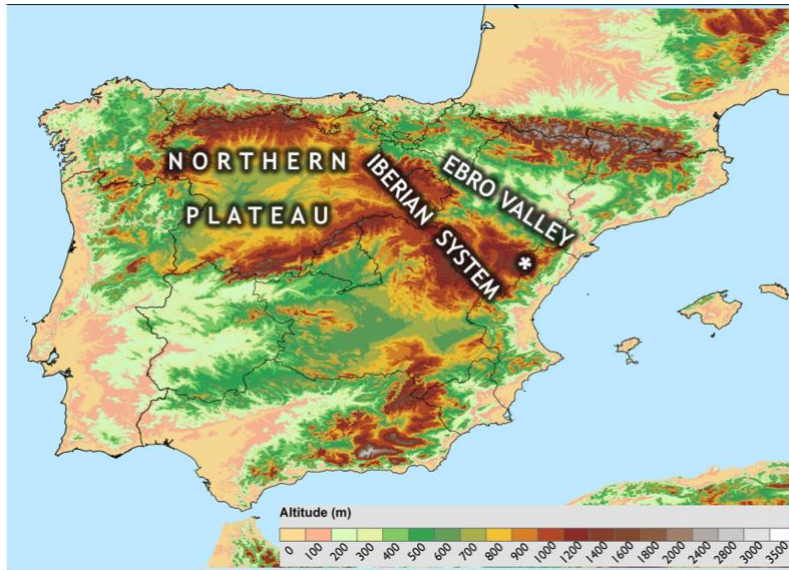 NORTHERN
PLATEAU
IBERIAN SYSTEM
EBRO VALLEY
*
Altitude (m)
0 100 200 300 400 500 600 700 800 900 1000 1200 1400 1600 1800 2000 2400 2800 3000 3500